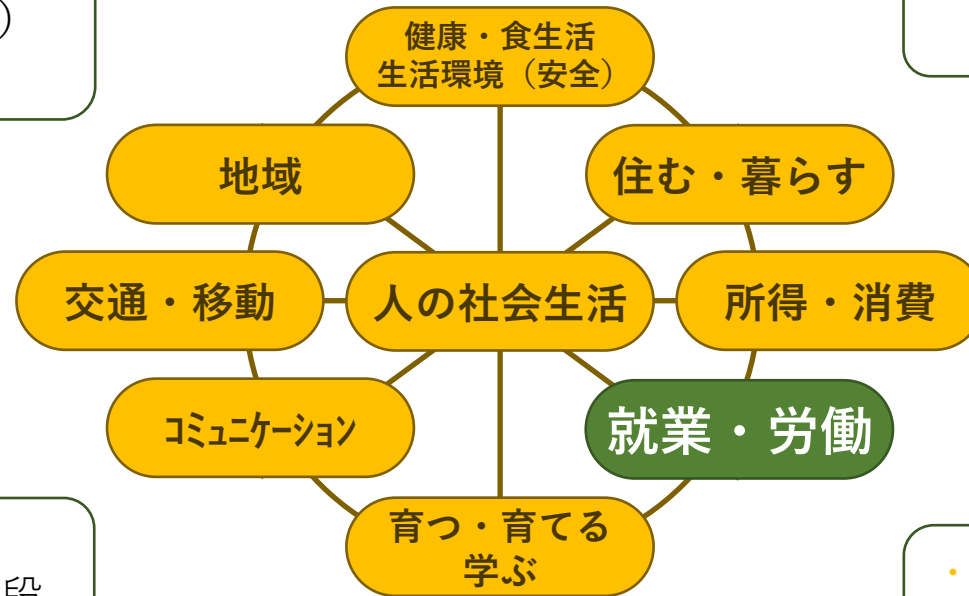 ）
健康・食生活
生活環境（安全）
地域
住む・暮らす
交通・移動
人の社会生活
所得・消費
コミュニケーション
就業・労働
育つ・育てる
学ぶ
段
・